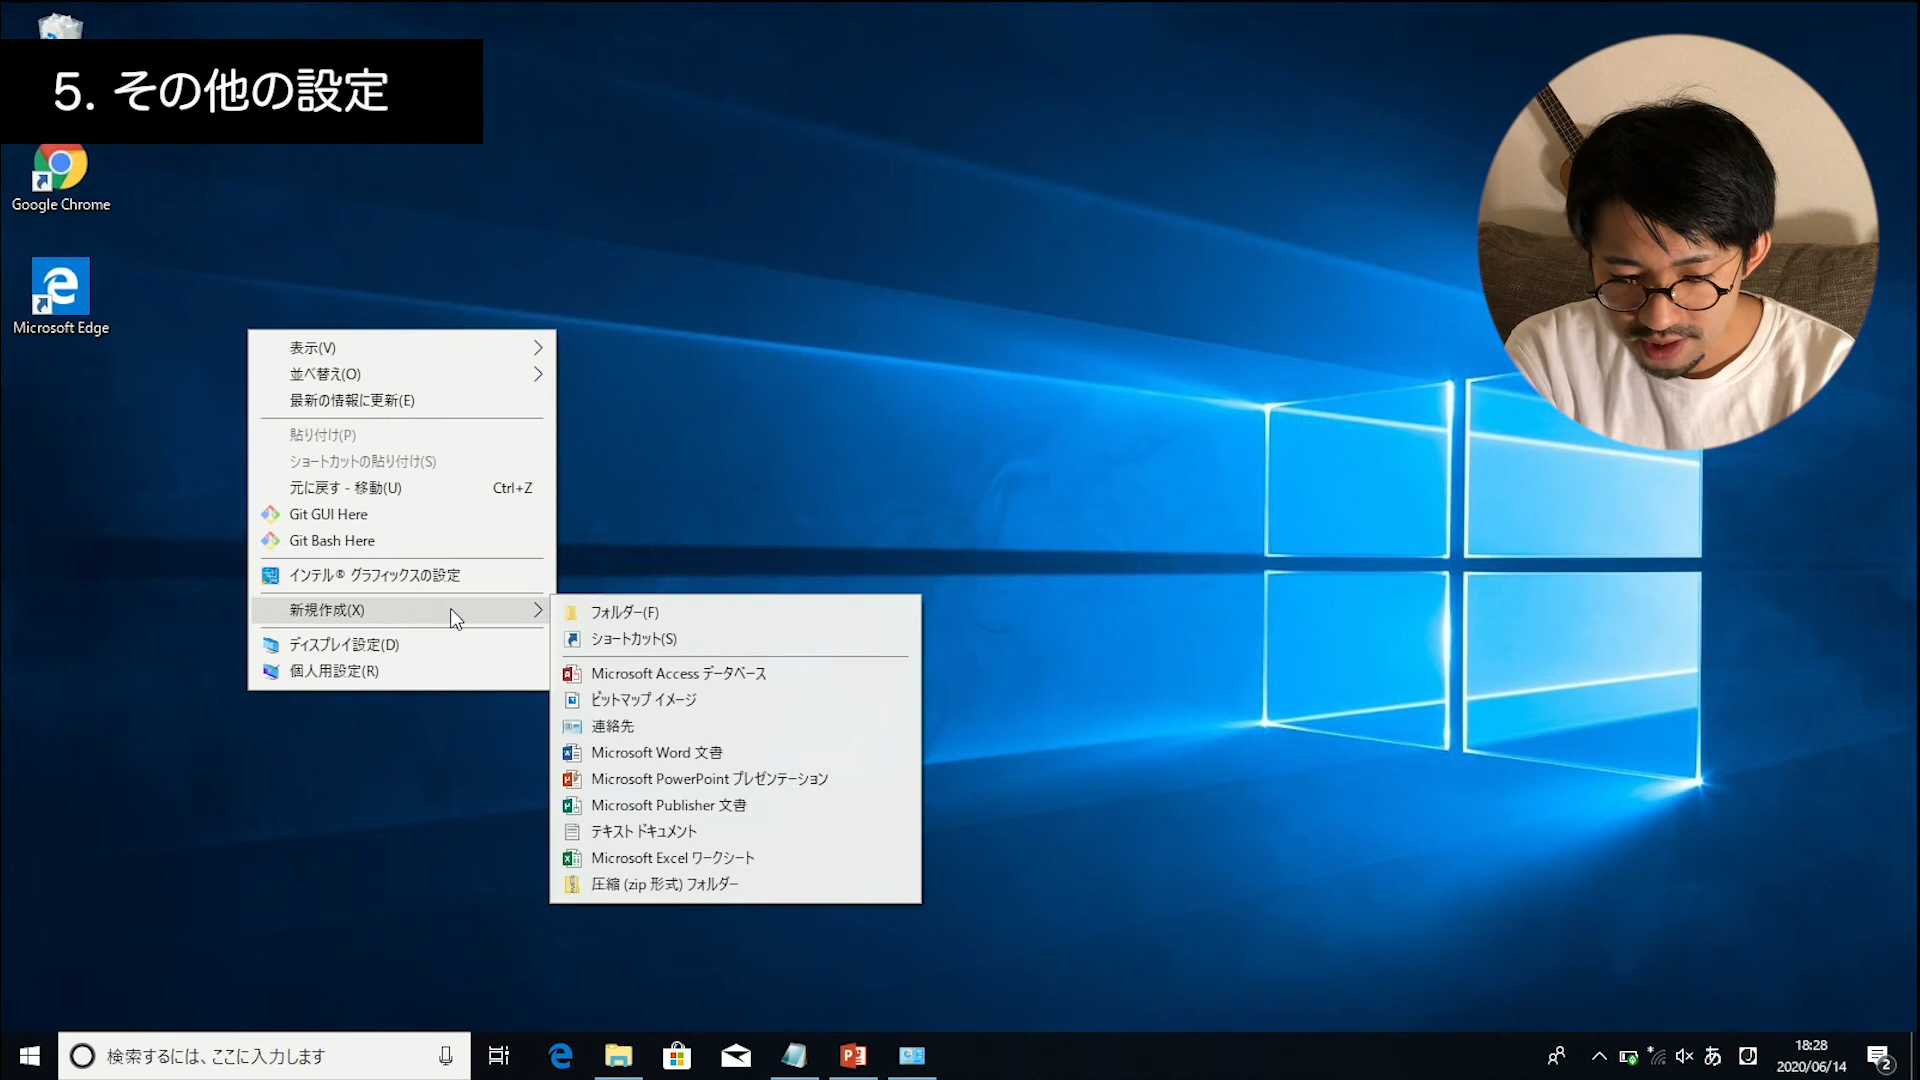 5. その他の設定
Google Chrome
Microsoft Edge
表示(V)
並べ替え(O)
最新の情報に更新(E)
貼り付け(P)
ショートカットの貼り付け(S)
元に戻す - 移動(U) Ctrl+Z
Git GUI Here
Git Bash Here
インテル® グラフィックスの設定
新規作成(X)
ディスプレイ設定(D)
個人用設定(R)
フォルダー(F)
ショートカット(S)
Microsoft Access データベース
ビットマップ イメージ
連絡先
Microsoft Word 文書
Microsoft PowerPoint プレゼンテーション
Microsoft Publisher 文書
テキスト ドキュメント
Microsoft Excel ワークシート
圧縮 (zip 形式) フォルダー
検索するには、ここに入力します
あ
18:28
2020/06/14
2